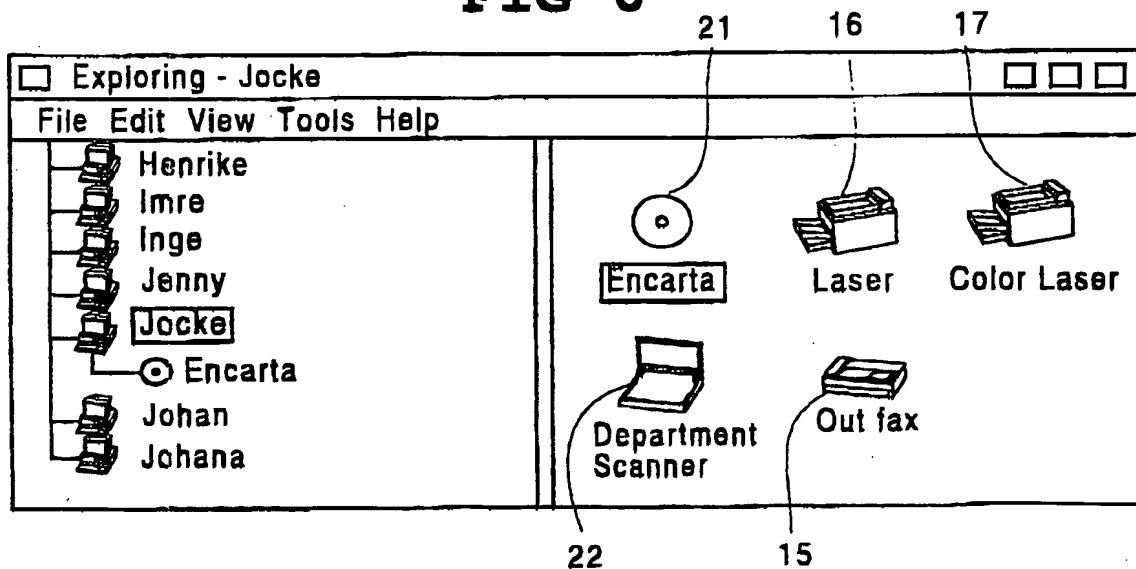 21 16 17
Exploring - Jocke
File Edit View Tools Help
Henrike
Imre
Inge
Jenny
Jocke
Encarta
Johan
Johana
Encarta
Laser
Color Laser
Department
Scanner
Out fax
22
15